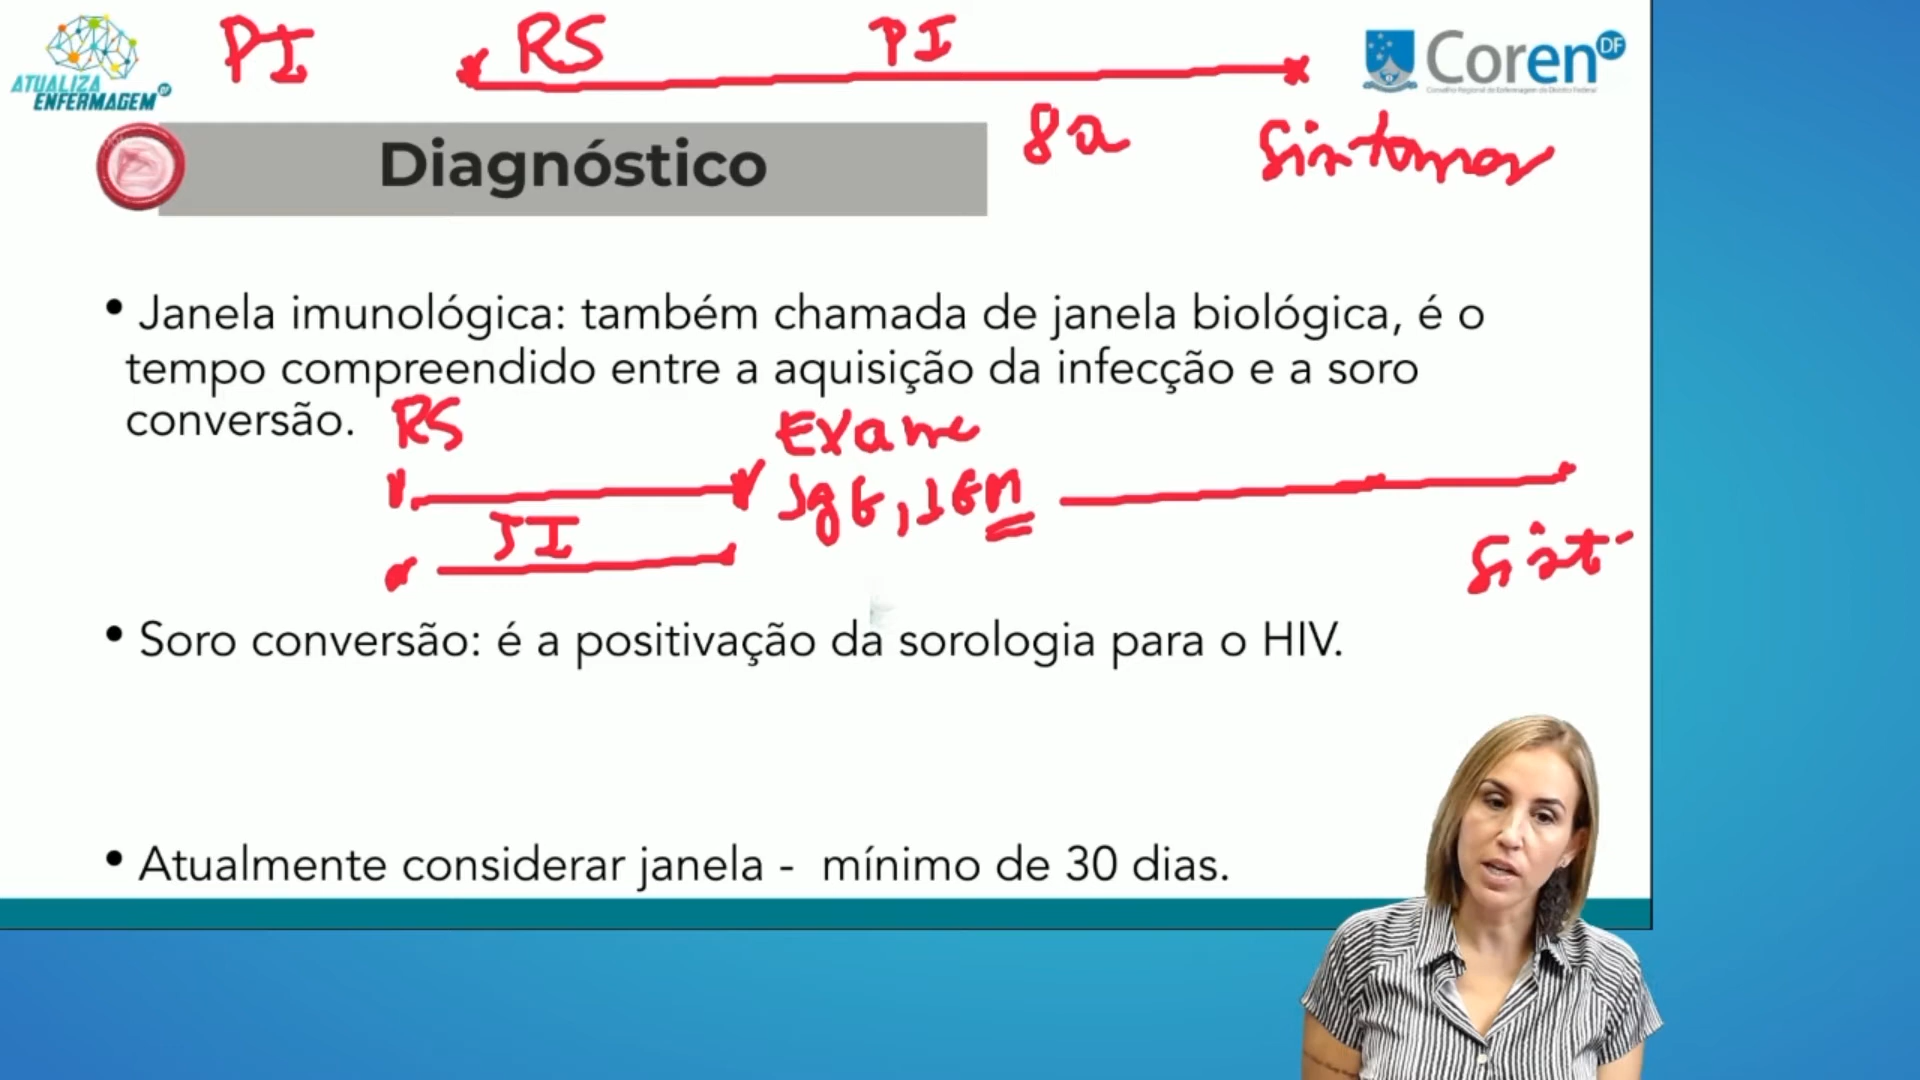 PI
RS
PI
CorenDF
ATUALIZA
ENFERMAGEM DF
8a
Sintomas
Diagnóstico
• Janela imunológica: também chamada de janela biológica, é o
tempo compreendido entre a aquisição da infecção e a soro
conversão.
RS
Exame
IgG, IGM
JI
Sint.
• Soro conversão: é a positivação da sorologia para o HIV.
• Atualmente considerar janela - mínimo de 30 dias.